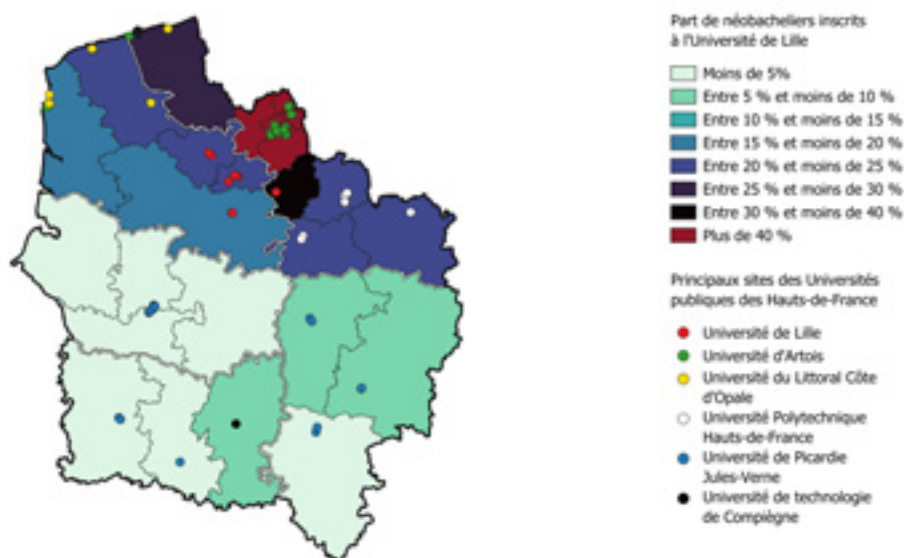 Part de néobacheliers inscrits
à l'Université de Lille
Moins de 5%
Entre 5 % et moins de 10 %
Entre 10 % et moins de 15 %
Entre 15 % et moins de 20 %
Entre 20 % et moins de 25 %
Entre 25 % et moins de 30 %
Entre 30 % et moins de 40 %
Plus de 40 %
Principaux sites des Universités
publiques des Hauts-de-France
Université de Lille
Université d'Artois
Université du Littoral Côte
d'Opale
Université Polytechnique
Hauts-de-France
Université de Picardie
Jules-Verne
Université de technologie
de Compiègne